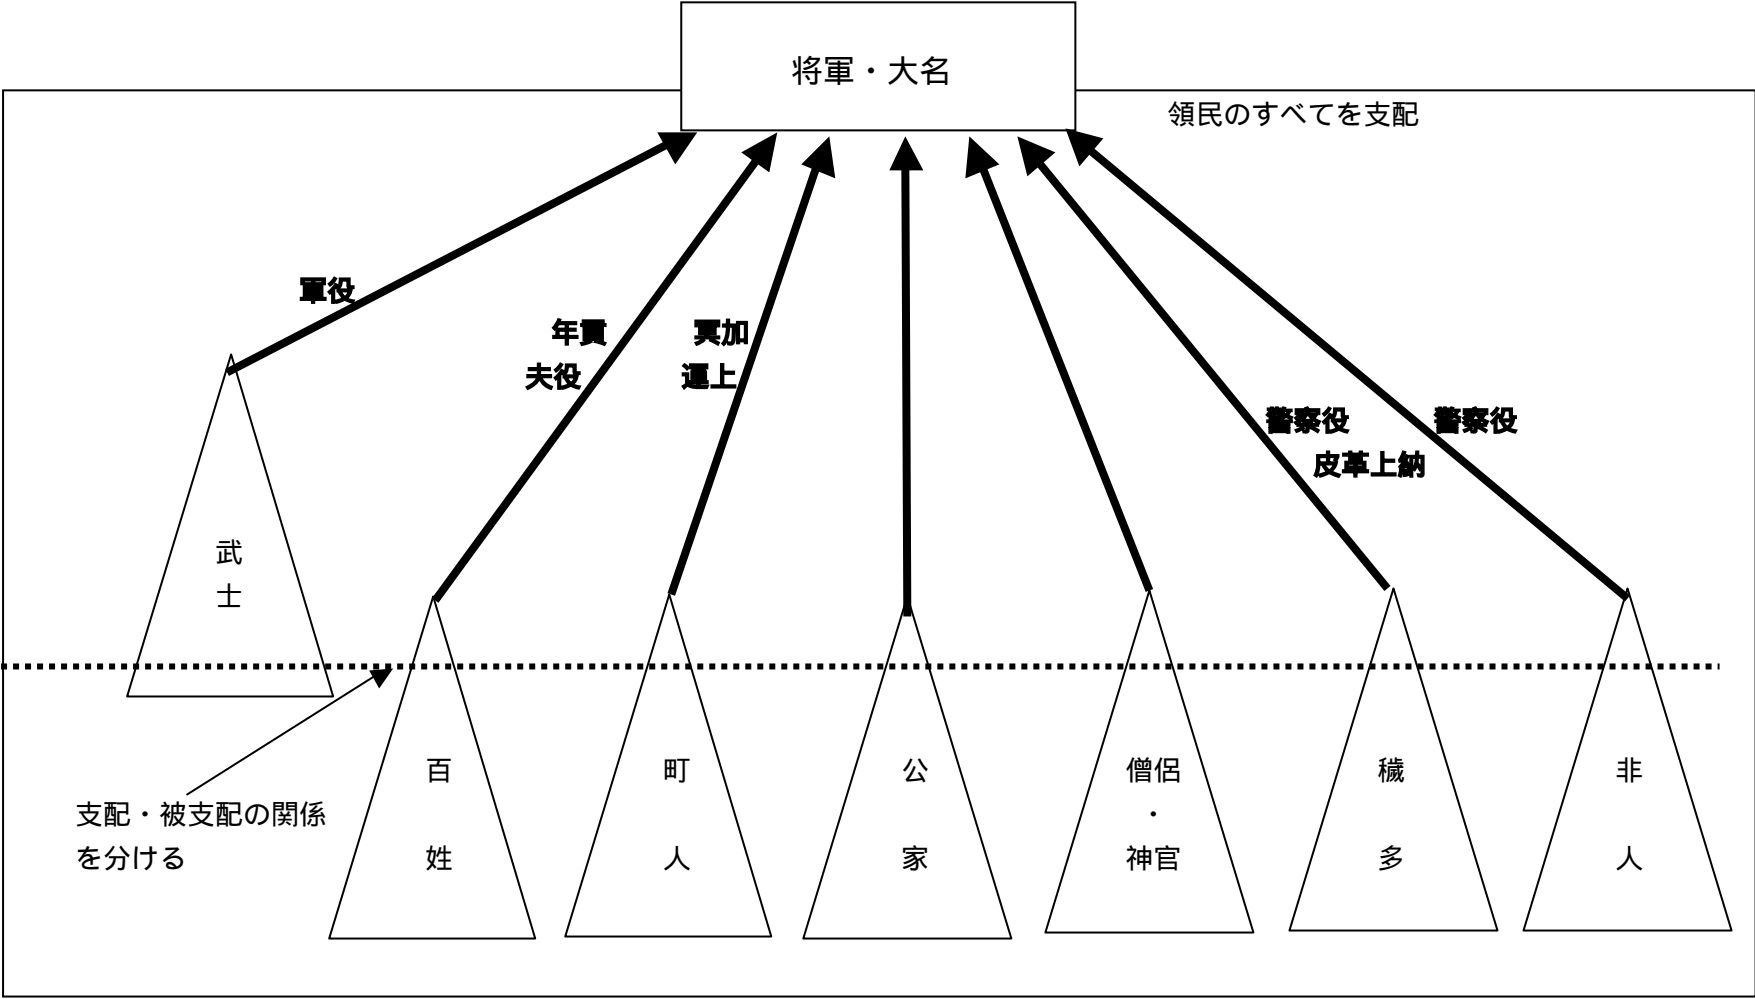 将軍・大名
領民のすべてを支配
軍役
年貢
夫役
冥加
運上
警察役
皮革上納
警察役
武
士
支配・被支配の関係
を分ける
百
姓
町
人
公
家
僧侶
・
神官
穢
多
非
人